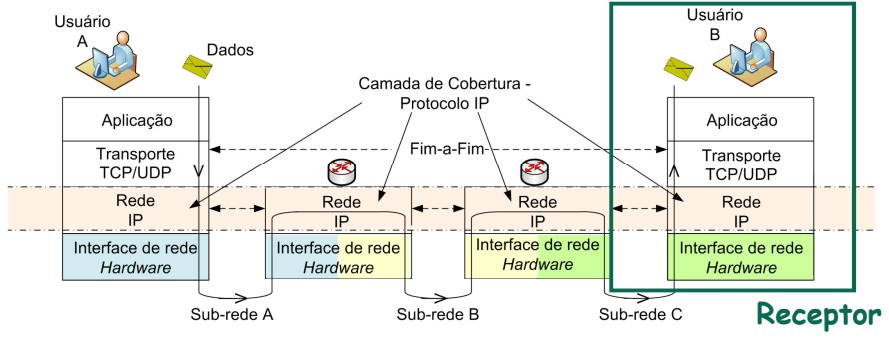 Usuário
A
Dados
Usuário
B
Camada de Cobertura -
Protocolo IP
Aplicação
Aplicação
Fim-a-Fim
Transporte
TCP/UDP
Transporte
TCP/UDP
Rede
IP
Rede
IP
Rede
IP
Rede
IP
Interface de rede
Hardware
Interface de rede
Hardware
Interface de rede
Hardware
Interface de rede
Hardware
Sub-rede A
Sub-rede B
Sub-rede C
Receptor